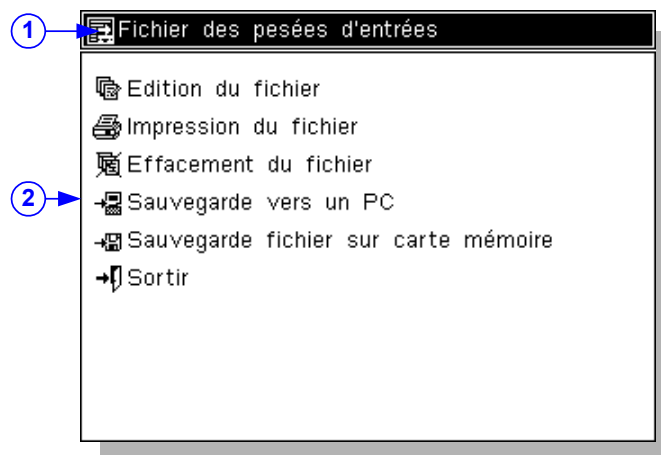 1
Fichier des pesées d'entrées
Edition du fichier
Impression du fichier
Effacement du fichier
2
Sauvegarde vers un PC
Sauvegarde fichier sur carte mémoire
Sortir